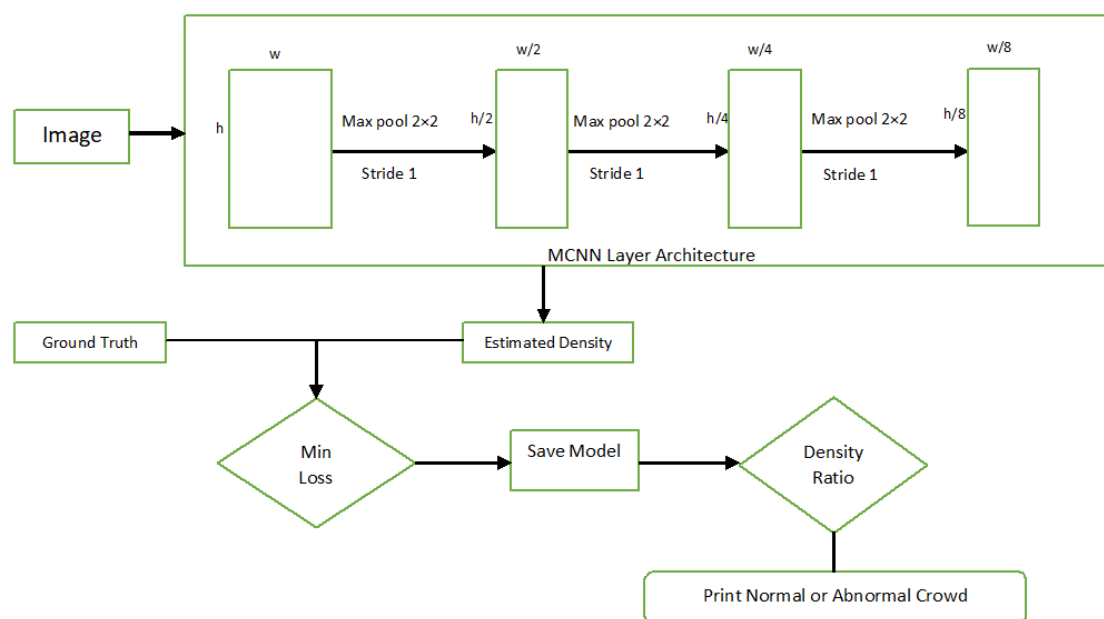 w
w/2
w/4
w/8
Image
h
Max pool 2×2
h/2
Max pool 2×2
h/4
Max pool 2×2
h/8
Stride 1
Stride 1
Stride 1
MCNN Layer Architecture
Ground Truth
Estimated Density
Min
Loss
Save Model
Density
Ratio
Print Normal or Abnormal Crowd